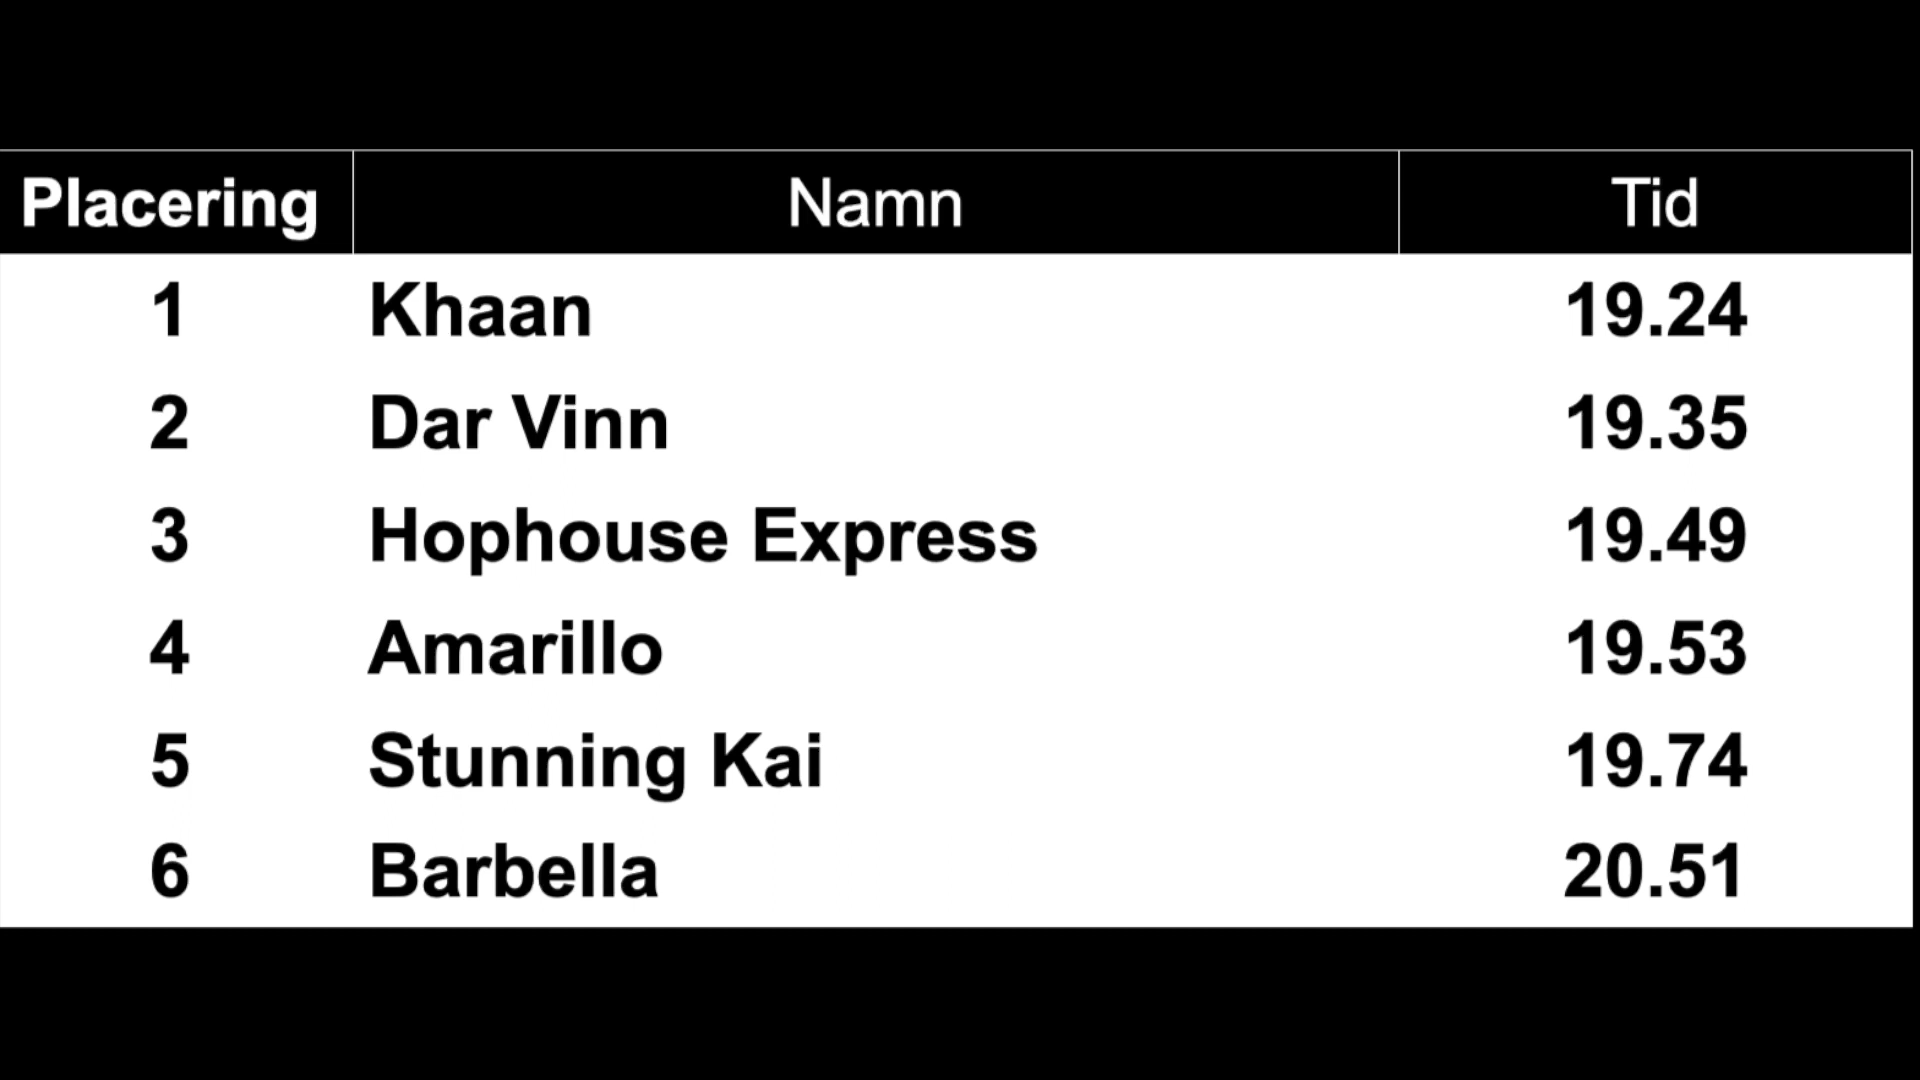 Placering Namn Tid
1 Khaan 19.24
2 Dar Vinn 19.35
3 Hophouse Express 19.49
4 Amarillo 19.53
5 Stunning Kai 19.74
6 Barbella 20.51